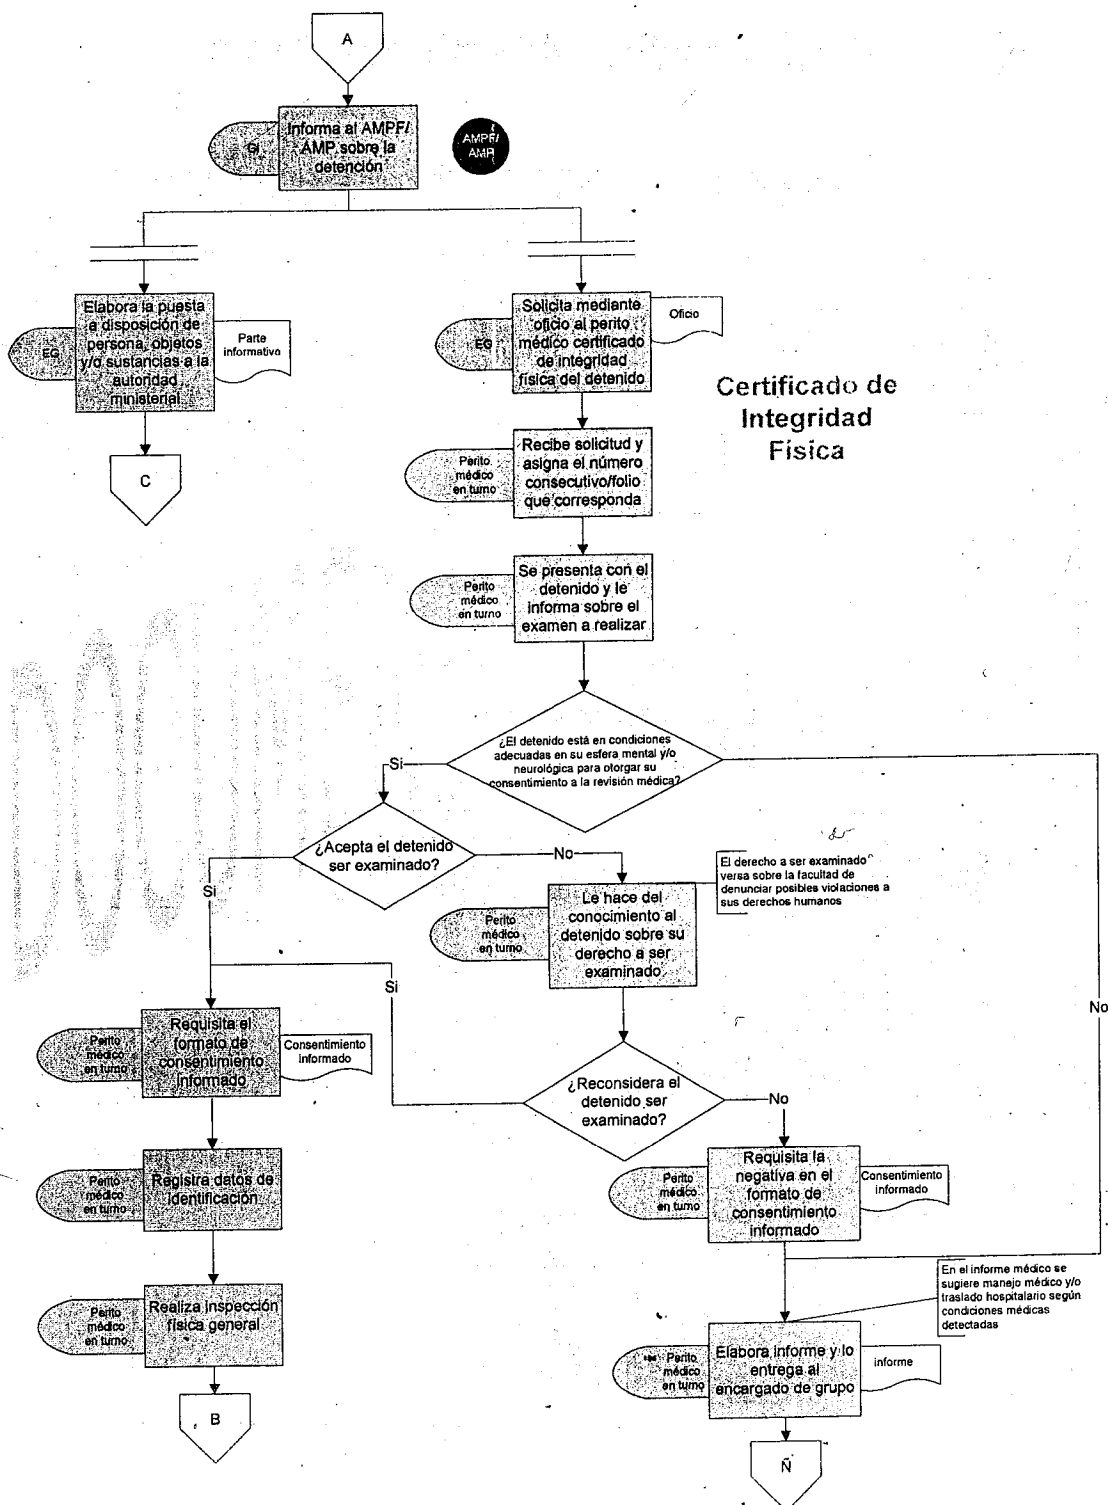 A
GI
Informa al AMPF/
AMP sobre la
detención
AMPF/
AMP
EG
Elabora la puesta
a disposición de
persona, objetos
y/o sustancias a la
autoridad
ministerial
Parte
informativo
C
EG
Solicita mediante
oficio al perito
médico certificado
de integridad
física del detenido
Oficio
Certificado de
Integridad
Física
Perito
médico
en turno
Recibe solicitud y
asigna el número
consecutivo/folio
que corresponda
Perito
médico
en turno
Se presenta con el
detenido y le
informa sobre el
examen a realizar
¿El detenido está en condiciones
adecuadas en su esfera mental y/o
neurológica para otorgar su
consentimiento a la revisión médica?
Si
No
¿Acepta el detenido
ser examinado?
Si
No
El derecho a ser examinado
versa sobre la facultad de
denunciar posibles violaciones a
sus derechos humanos
Perito
médico
en turno
Le hace del
conocimiento al
detenido sobre su
derecho a ser
examinado
Si
Perito
médico
en turno
Requisita el
formato de
consentimiento
informado
Consentimiento
informado
¿Reconsidera el
detenido ser
examinado?
No
Perito
médico
en turno
Registra datos de
identificación
Perito
médico
en turno
Requisita la
negativa en el
formato de
consentimiento
informado
Consentimiento
informado
En el informe médico se
sugiere manejo médico y/o
traslado hospitalario según
condiciones médicas
detectadas
Perito
médico
en turno
Realiza inspección
física general
Perito
médico
en turno
Elabora informe y lo
entrega al
encargado de grupo
informe
B
Ñ